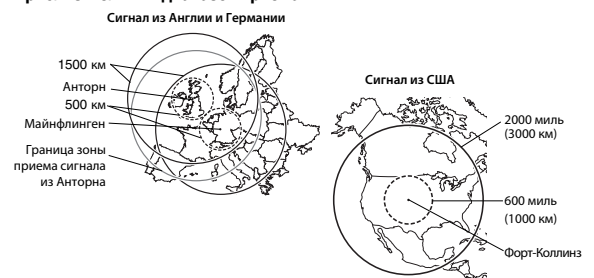 Сигнал из Англии и Германии
1500 км
Анторн
500 км
Майнфлинген
Граница зоны
приема сигнала
из Анторна
Сигнал из США
2000 миль
(3000 км)
600 миль
(1000 км)
Форт-Коллинз